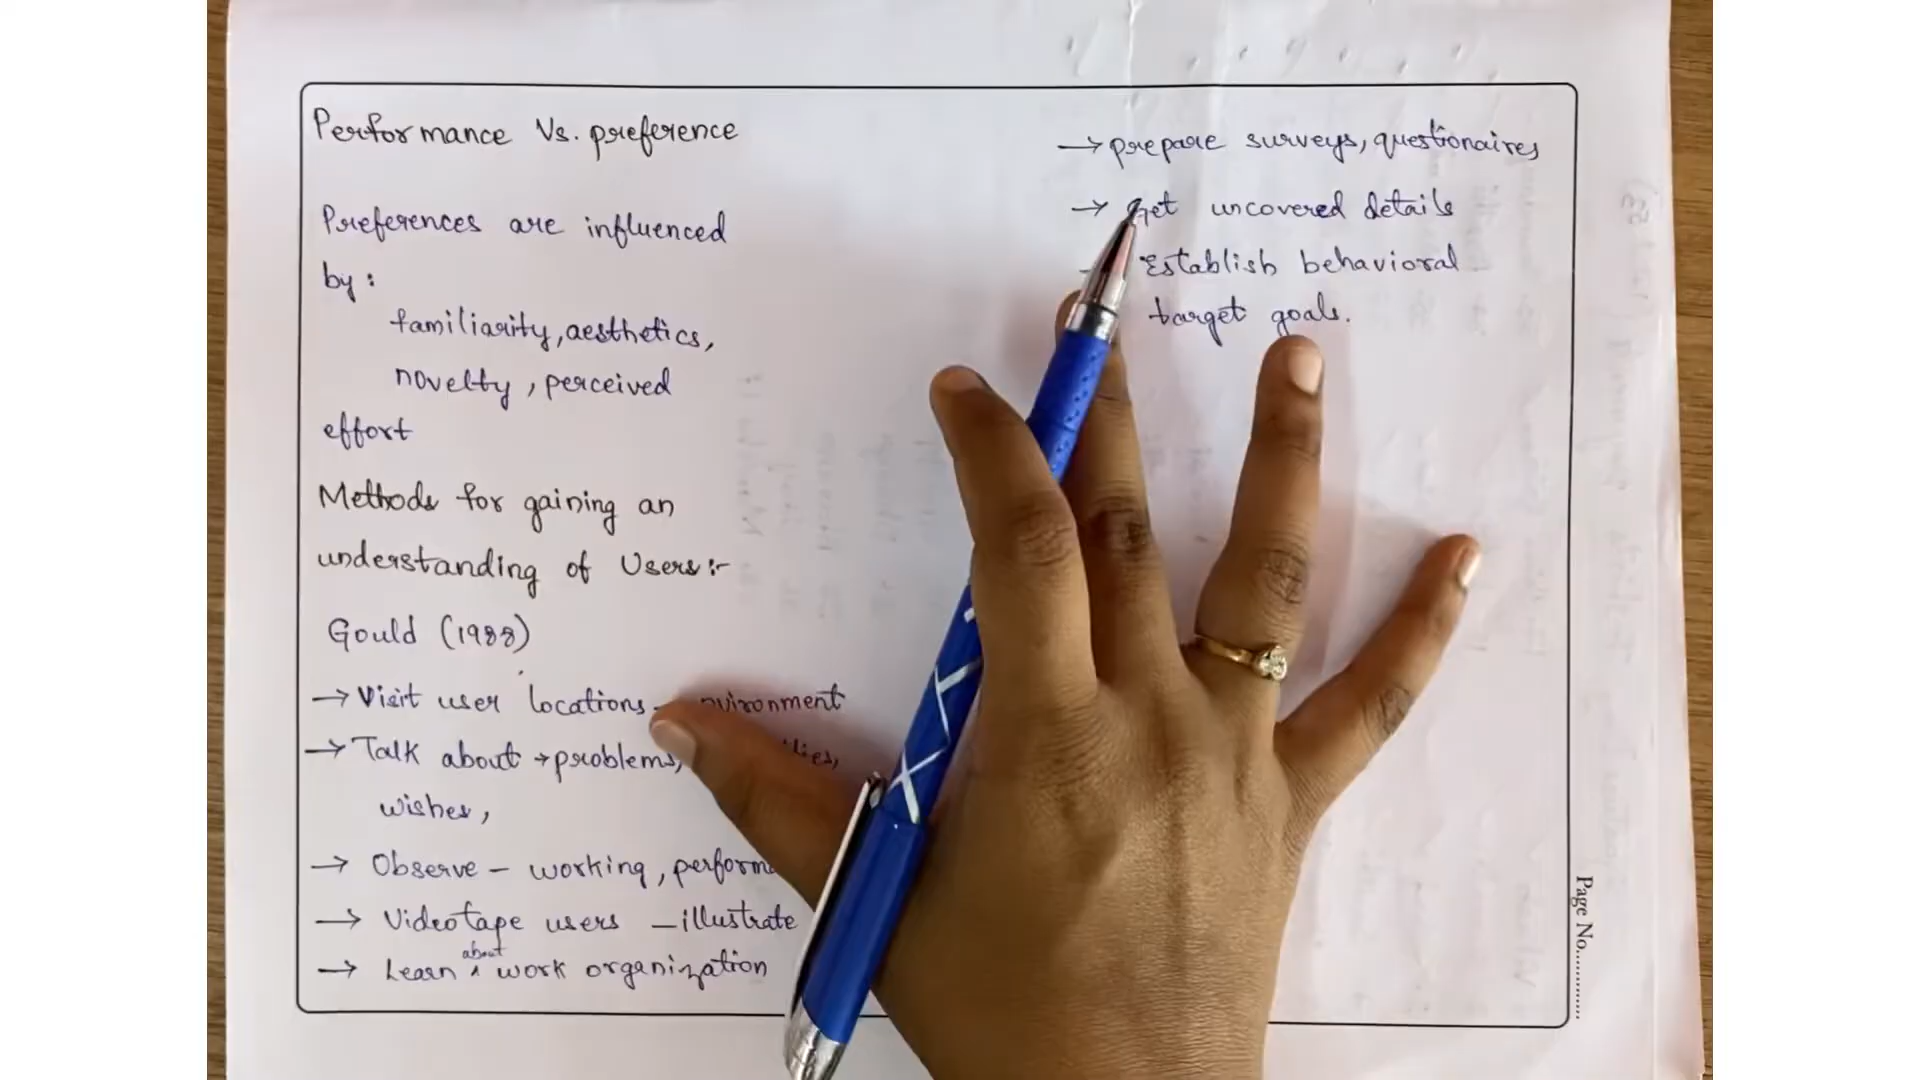 Performance Vs. preference
Preferences are influenced
by:
familiarity, aesthetics,
novelty, perceived
effort
Methods for gaining an
understanding of Users:-
Gould (1988)
→ Visit user locations -
→ Talk about → problems,
wishes,
→ Observe - working,
→ Videotape users - illustrate
→ Learn about work organization
→ prepare surveys, questionaires
→ Get uncovered details
Establish behavioral
target goals.
Page No............